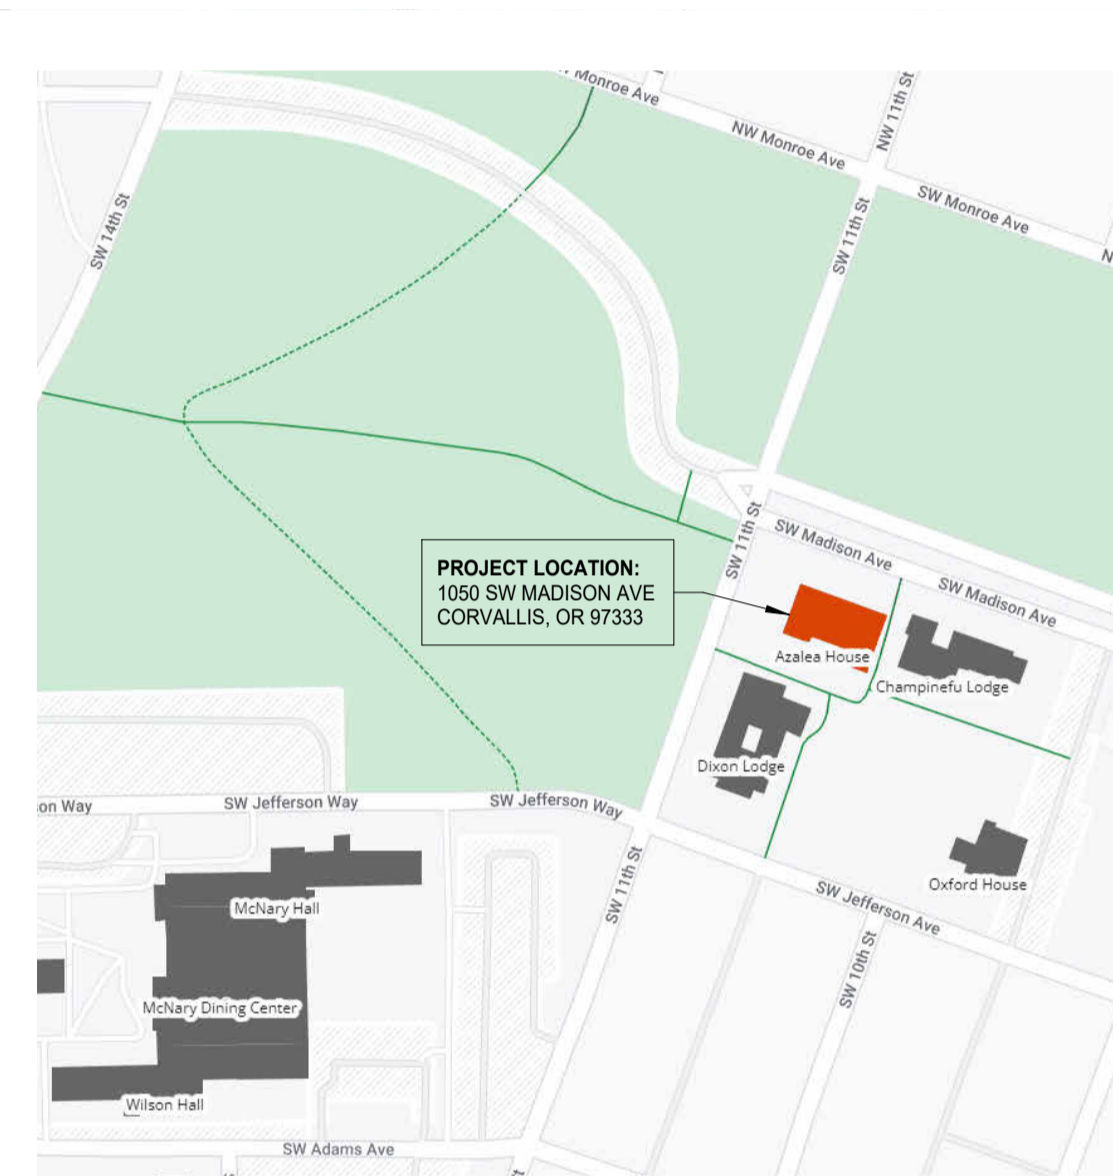 NW Monroe Ave
NW Monroe Ave
NW 11th St
SW Monroe Ave
SW 14th St
SW 11th St
SW 11th St
SW Madison Ave
SW Madison Ave
PROJECT LOCATION:
1050 SW MADISON AVE
CORVALLIS, OR 97333
Azalea House
Champinefu Lodge
Dixon Lodge
SW Jefferson Way
SW Jefferson Way
Way
Oxford House
SW 11th St
SW Jefferson Ave
McNary Hall
SW 10th St
McNary Dining Center
Wilson Hall
SW Adams Ave